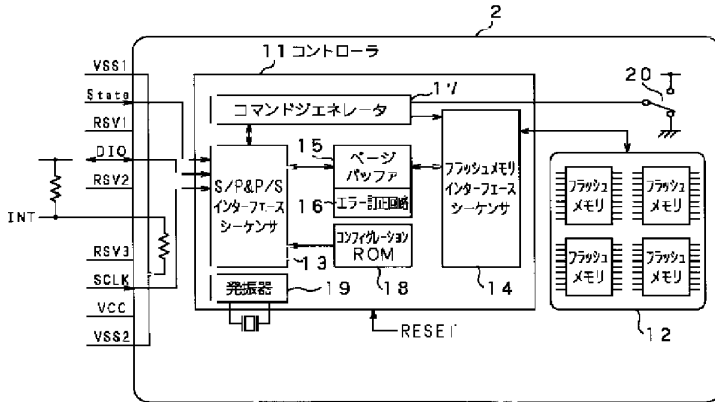 2
11 コントローラ
VSS1
State
RSV1
DIO
RSV2
INT
RSV3
SCLK
VCC
VSS2
17
コマンドジェネレータ
20
15
ページ
バッファ
16
エラー訂正回路
S/P&P/S
インターフェース
シーケンサ
13
コンフィグレーション
ROM
18
発振器
19
フラッシュメモリ
インターフェース
シーケンサ
14
RESET
フラッシュ
メモリ
フラッシュ
メモリ
フラッシュ
メモリ
フラッシュ
メモリ
12